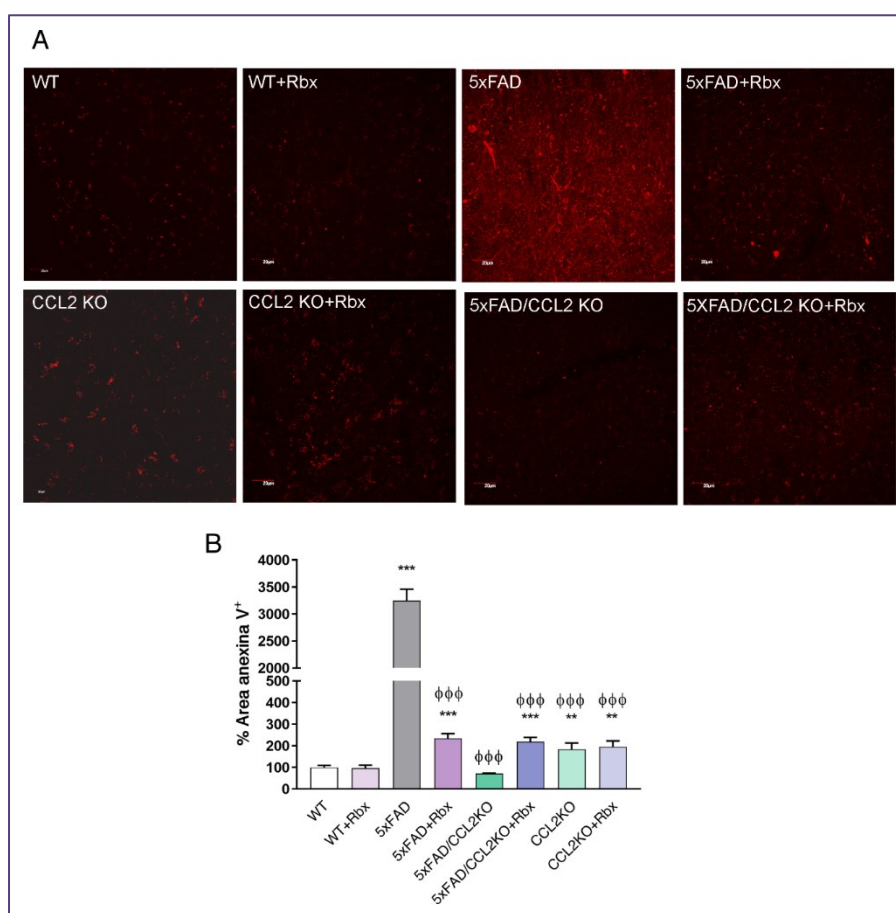 A
WT
WT+Rbx
5xFAD
5xFAD+Rbx
20µm
20µm
20µm
CCL2 KO
CCL2 KO+Rbx
5xFAD/CCL2 KO
5XFAD/CCL2 KO+Rbx
20µm
20µm
20µm
B
% Area anexina V+
4000
3500
3000
2500
2000
500
400
300
200
100
0
***
ϕϕϕ
***
ϕϕϕ
ϕϕϕ
***
ϕϕϕ
**
ϕϕϕ
**
WT
WT+Rbx
5xFAD
5xFAD+Rbx
5xFAD/CCL2KO
5xFAD/CCL2KO+Rbx
CCL2KO
CCL2KO+Rbx